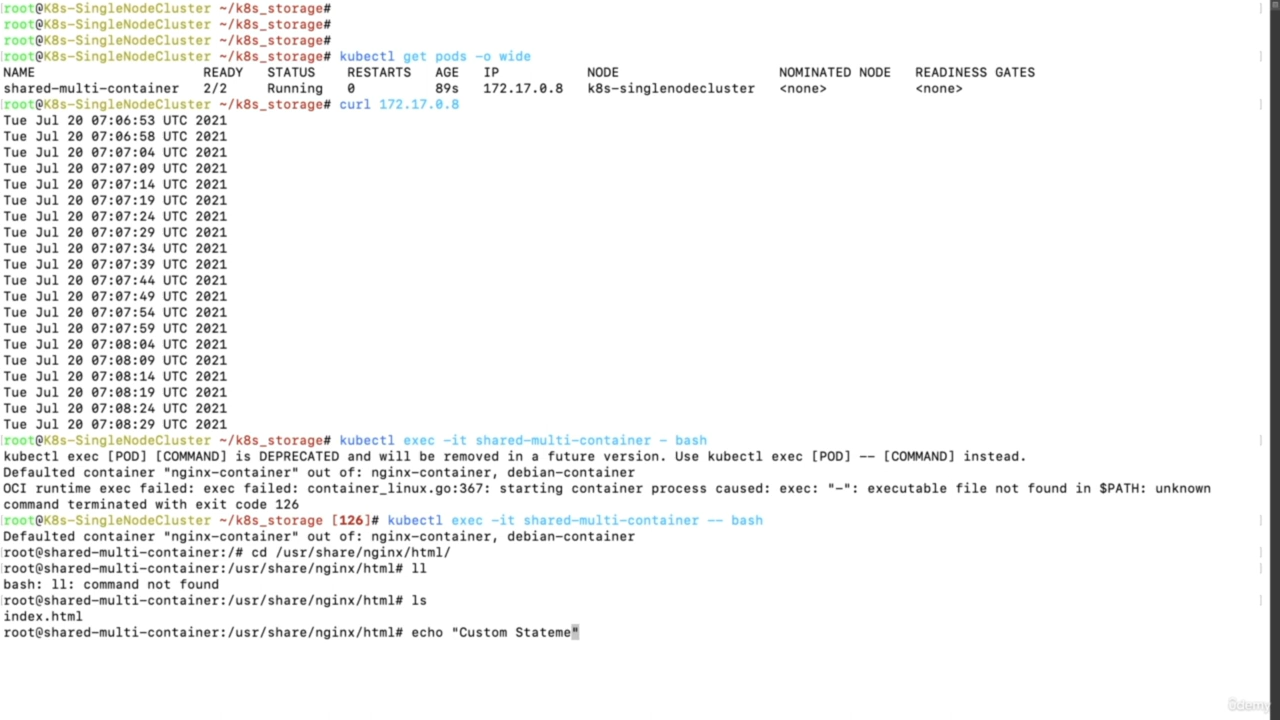 root@K8s-SingleNodeCluster ~/k8s_storage#
root@K8s-SingleNodeCluster ~/k8s_storage#
root@K8s-SingleNodeCluster ~/k8s_storage#
root@K8s-SingleNodeCluster ~/k8s_storage# kubectl get pods -o wide
NAME READY STATUS RESTARTS AGE IP NODE NOMINATED NODE READINESS GATES
shared-multi-container 2/2 Running 0 89s 172.17.0.8 k8s-singlenodecluster <none> <none>
root@K8s-SingleNodeCluster ~/k8s_storage# curl 172.17.0.8
Tue Jul 20 07:06:53 UTC 2021
Tue Jul 20 07:06:58 UTC 2021
Tue Jul 20 07:07:04 UTC 2021
Tue Jul 20 07:07:09 UTC 2021
Tue Jul 20 07:07:14 UTC 2021
Tue Jul 20 07:07:19 UTC 2021
Tue Jul 20 07:07:24 UTC 2021
Tue Jul 20 07:07:29 UTC 2021
Tue Jul 20 07:07:34 UTC 2021
Tue Jul 20 07:07:39 UTC 2021
Tue Jul 20 07:07:44 UTC 2021
Tue Jul 20 07:07:49 UTC 2021
Tue Jul 20 07:07:54 UTC 2021
Tue Jul 20 07:07:59 UTC 2021
Tue Jul 20 07:08:04 UTC 2021
Tue Jul 20 07:08:09 UTC 2021
Tue Jul 20 07:08:14 UTC 2021
Tue Jul 20 07:08:19 UTC 2021
Tue Jul 20 07:08:24 UTC 2021
Tue Jul 20 07:08:29 UTC 2021
root@K8s-SingleNodeCluster ~/k8s_storage# kubectl exec -it shared-multi-container - bash
kubectl exec [POD] [COMMAND] is DEPRECATED and will be removed in a future version. Use kubectl exec [POD] -- [COMMAND] instead.
Defaulted container "nginx-container" out of: nginx-container, debian-container
OCI runtime exec failed: exec failed: container_linux.go:367: starting container process caused: exec: "-": executable file not found in $PATH: unknown
command terminated with exit code 126
root@K8s-SingleNodeCluster ~/k8s_storage [126]# kubectl exec -it shared-multi-container -- bash
Defaulted container "nginx-container" out of: nginx-container, debian-container
root@shared-multi-container:/# cd /usr/share/nginx/html/
root@shared-multi-container:/usr/share/nginx/html# ll
bash: ll: command not found
root@shared-multi-container:/usr/share/nginx/html# ls
index.html
root@shared-multi-container:/usr/share/nginx/html# echo "Custom Stateme"
ûdemy